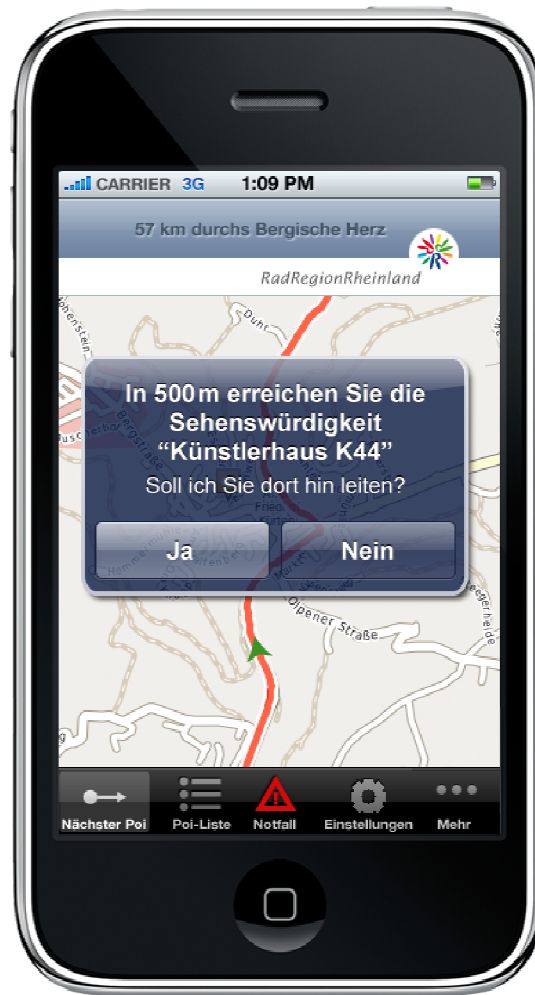 CARRIER 3G 1:09 PM
57 km durchs Bergische Herz
RadRegionRheinland
Duhr
In 500 m erreichen Sie die
Sehenswürdigkeit
“Künstlerhaus K44”
Soll ich Sie dort hin leiten?
Ja Nein
Olpener Straße
Nächster Poi Poi-Liste Notfall Einstellungen Mehr